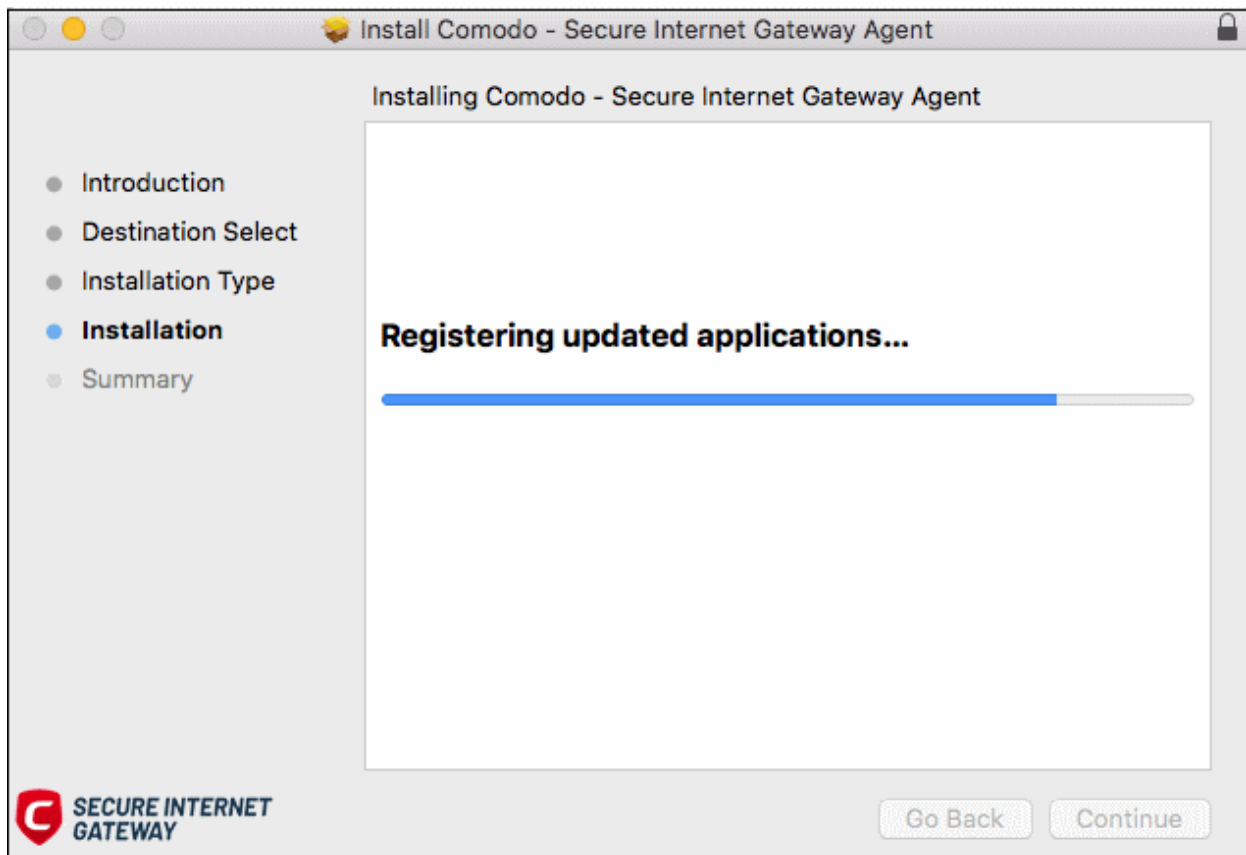 Install Comodo - Secure Internet Gateway Agent
Installing Comodo - Secure Internet Gateway Agent
Introduction
Destination Select
Installation Type
Installation
Summary
Registering updated applications...
C SECURE INTERNET
GATEWAY
Go Back
Continue